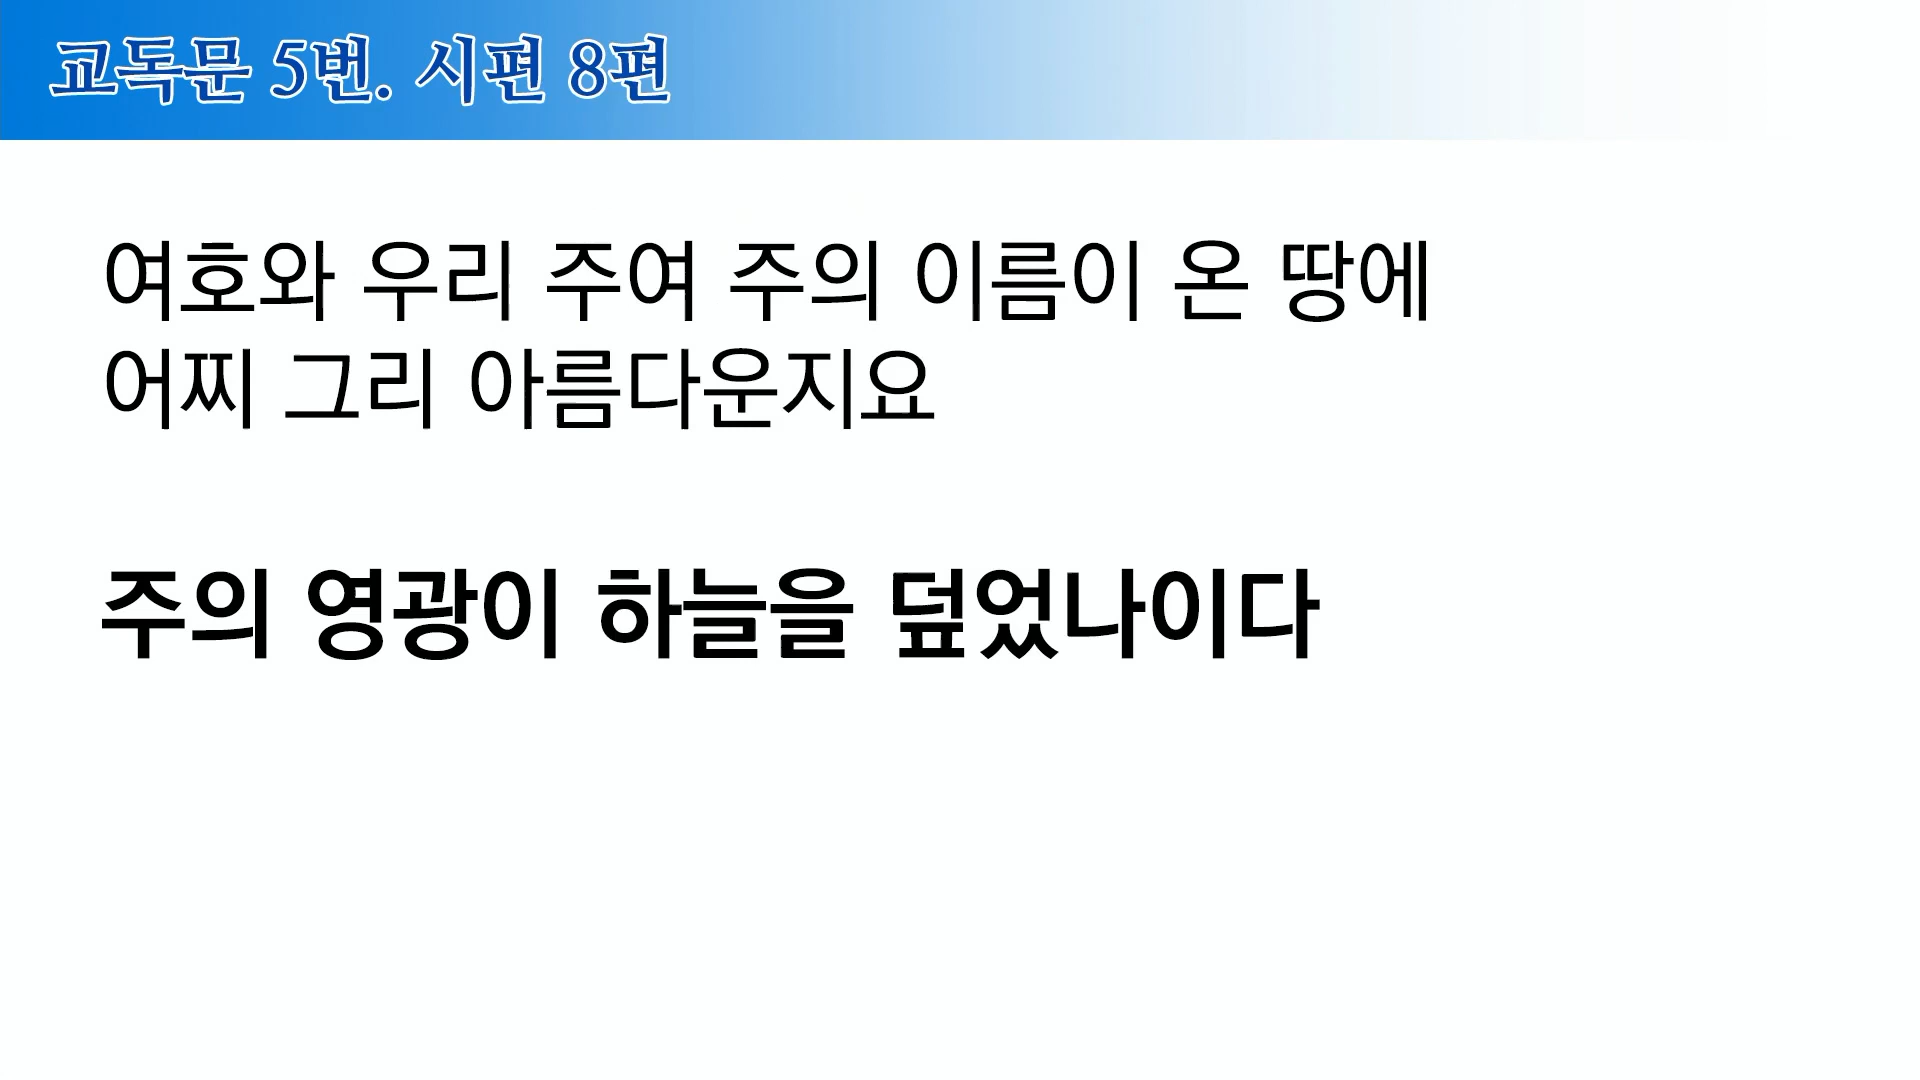 교독문 5번. 시편 8편
여호와 우리 주여 주의 이름이 온 땅에
어찌 그리 아름다운지요
주의 영광이 하늘을 덮었나이다